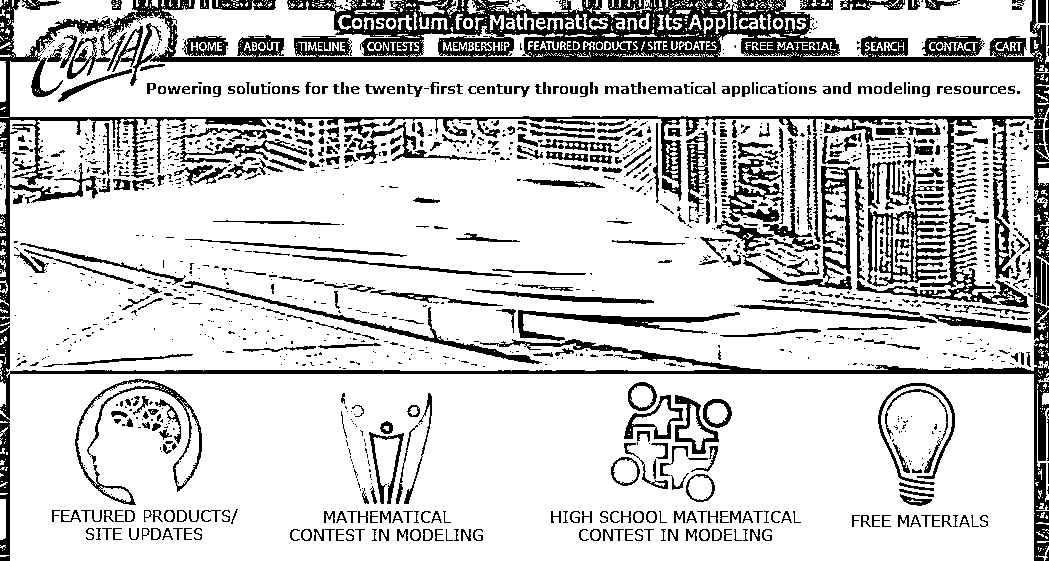 Consortium for Mathematics and Its Applications
COMAP
HOME ABOUT TIMELINE CONTESTS MEMBERSHIP FEATURED PRODUCTS / SITE UPDATES FREE MATERIAL SEARCH CONTACT CART
Powering solutions for the twenty-first century through mathematical applications and modeling resources.
FEATURED PRODUCTS/
SITE UPDATES
MATHEMATICAL
CONTEST IN MODELING
HIGH SCHOOL MATHEMATICAL
CONTEST IN MODELING
FREE MATERIALS